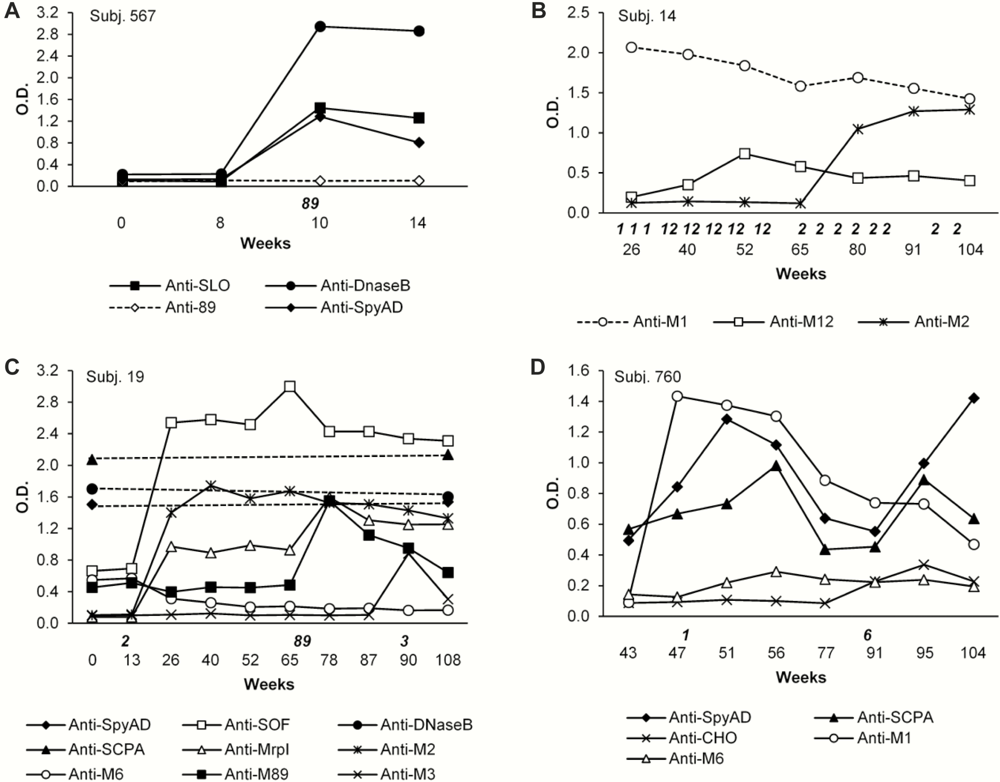 A
Subj. 567
3.2
2.8
2.4
2.0
1.6
1.2
0.8
0.4
0.0
O.D.
89
0 8 10 14
Weeks
Anti-SLO Anti-DnaseB
Anti-89 Anti-SpyAD
B
Subj. 14
2.5
2.0
1.5
1.0
0.5
0.0
O.D.
1 1 1 12 12 12 12 12 2 2 2 2 2 2 2 2
26 40 52 65 80 91 104
Weeks
Anti-M1 Anti-M12 Anti-M2
C
Subj. 19
3.2
2.8
2.4
2.0
1.6
1.2
0.8
0.4
0.0
O.D.
2 89 3
0 13 26 40 52 65 78 87 90 108
Weeks
Anti-SpyAD Anti-SOF Anti-DNaseB
Anti-SCPA Anti-MrpI Anti-M2
Anti-M6 Anti-M89 Anti-M3
D
Subj. 760
1.6
1.4
1.2
1.0
0.8
0.6
0.4
0.2
0.0
O.D.
1 6
43 47 51 56 77 91 95 104
Weeks
Anti-SpyAD Anti-SCPA
Anti-CHO Anti-M1
Anti-M6